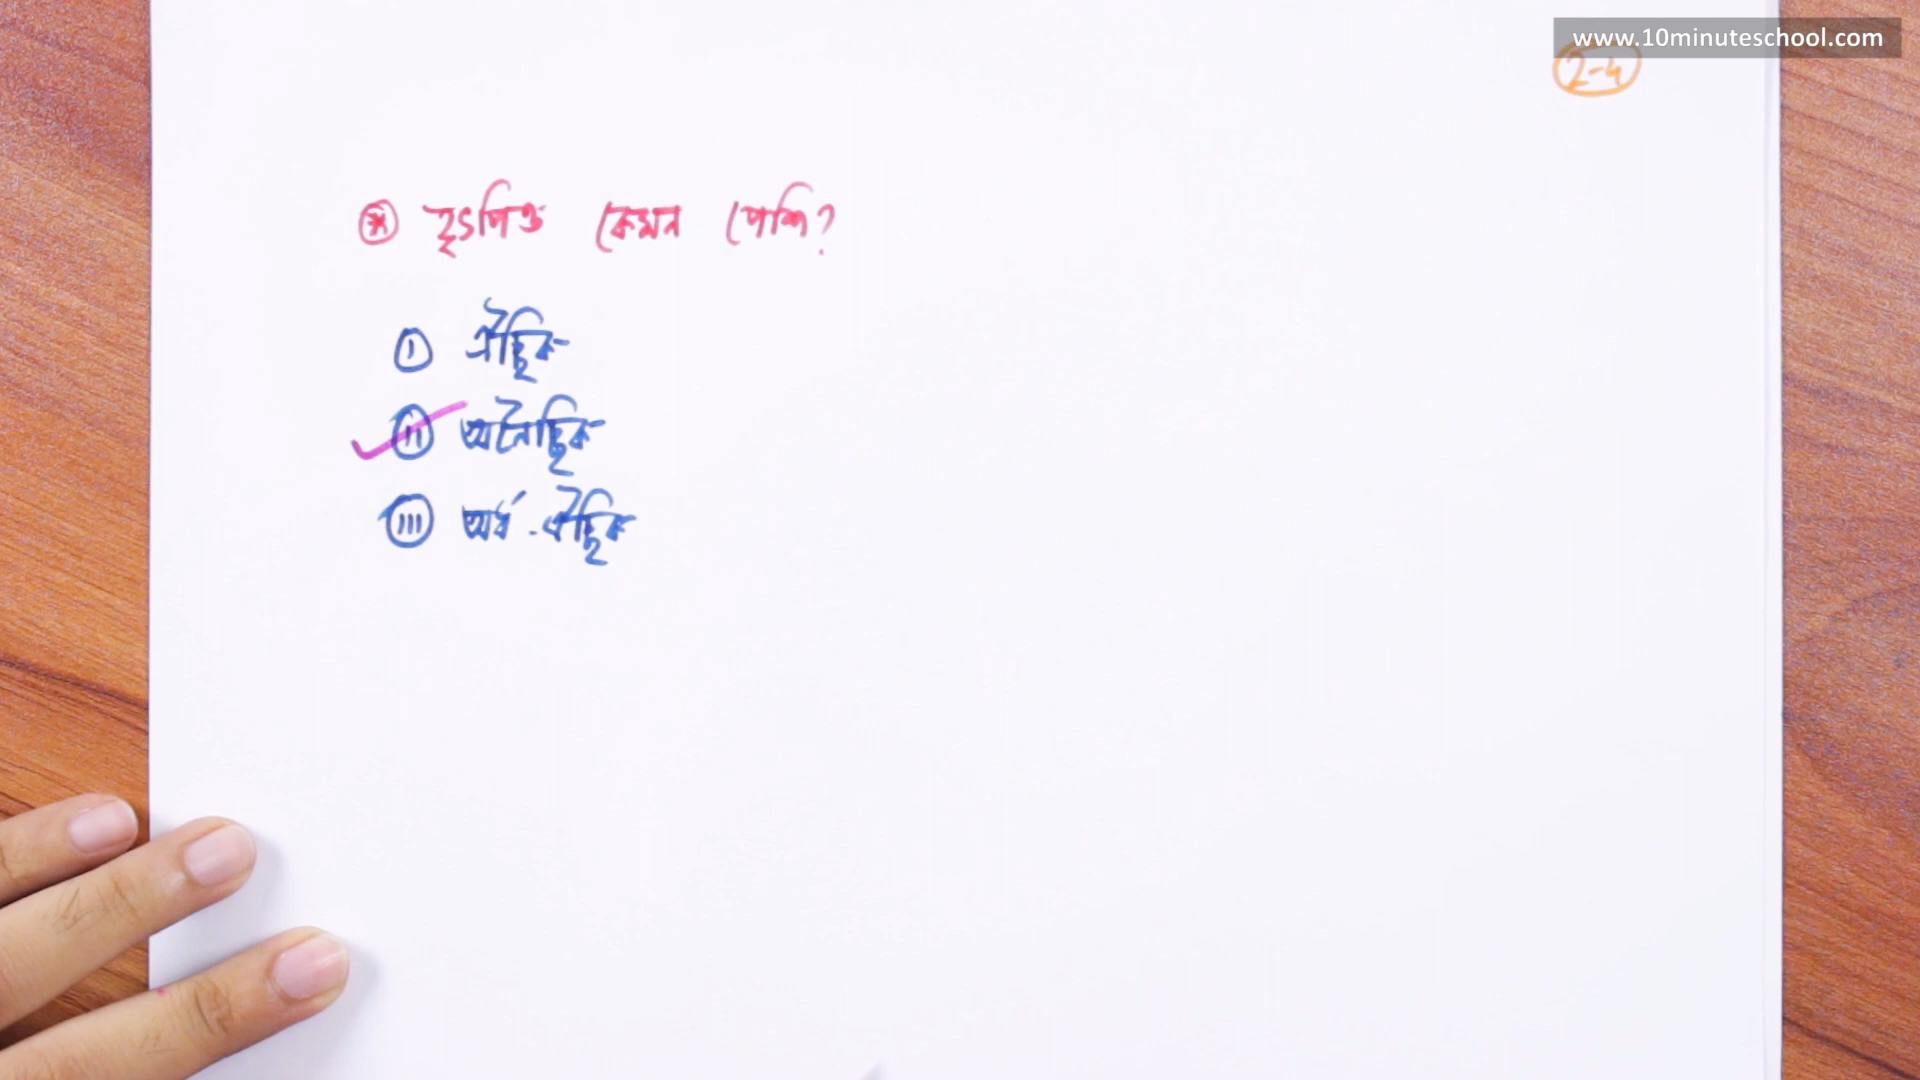 www.10minuteschool.com
2-4
* হৃৎপিণ্ড কেমন পেশি?
i ঐচ্ছিক
ii অনৈচ্ছিক
iii অর্ধ-ঐচ্ছিক